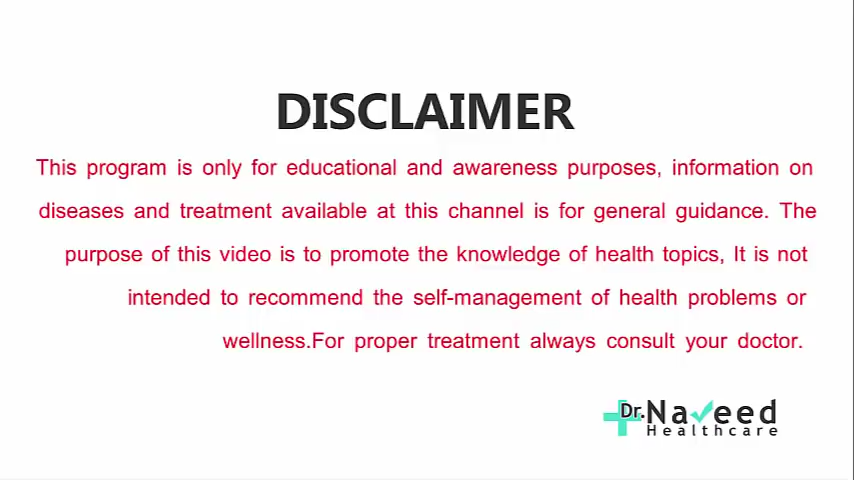 DISCLAIMER
This program is only for educational and awareness purposes, information on
diseases and treatment available at this channel is for general guidance. The
purpose of this video is to promote the knowledge of health topics, It is not
intended to recommend the self-management of health problems or
wellness.For proper treatment always consult your doctor.
Dr.Naveed
Healthcare